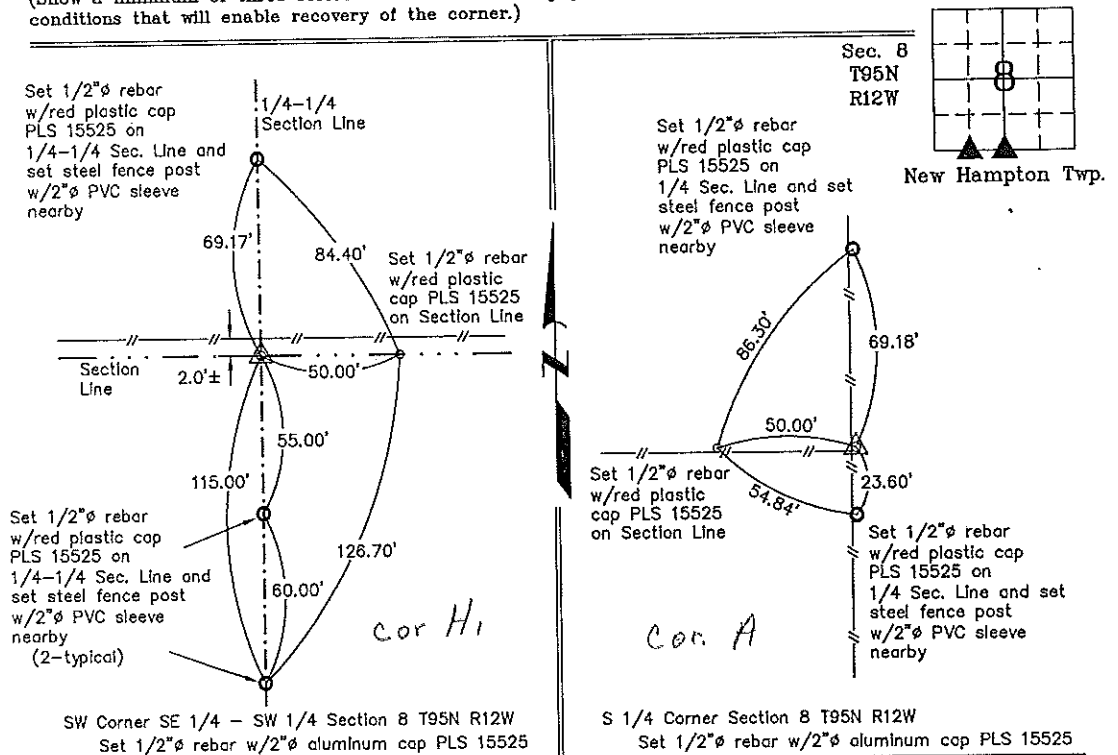 conditions that will enable recovery of the corner.)
Sec. 8
T95N
R12W
8
New Hampton Twp.
Set 1/2"ø rebar
w/red plastic cap
PLS 15525 on
1/4-1/4 Sec. Line and
set steel fence post
w/2"ø PVC sleeve
nearby
1/4-1/4
Section Line
69.17'
84.40'
Set 1/2"ø rebar
w/red plastic
cap PLS 15525
on Section Line
Section
Line
2.0'±
50.00'
55.00'
115.00'
Set 1/2"ø rebar
w/red plastic cap
PLS 15525 on
1/4-1/4 Sec. Line and
set steel fence post
w/2"ø PVC sleeve
nearby
(2-typical)
60.00'
126.70'
cor H1
SW Corner SE 1/4 - SW 1/4 Section 8 T95N R12W
Set 1/2"ø rebar w/2"ø aluminum cap PLS 15525
Set 1/2"ø rebar
w/red plastic cap
PLS 15525 on
1/4 Sec. Line and set
steel fence post
w/2"ø PVC sleeve
nearby
86.30'
69.18'
50.00'
54.84'
23.60'
Set 1/2"ø rebar
w/red plastic
cap PLS 15525
on Section Line
Set 1/2"ø rebar
w/red plastic cap
PLS 15525 on
1/4 Sec. Line and set
steel fence post
w/2"ø PVC sleeve
nearby
Cor. A
S 1/4 Corner Section 8 T95N R12W
Set 1/2"ø rebar w/2"ø aluminum cap PLS 15525